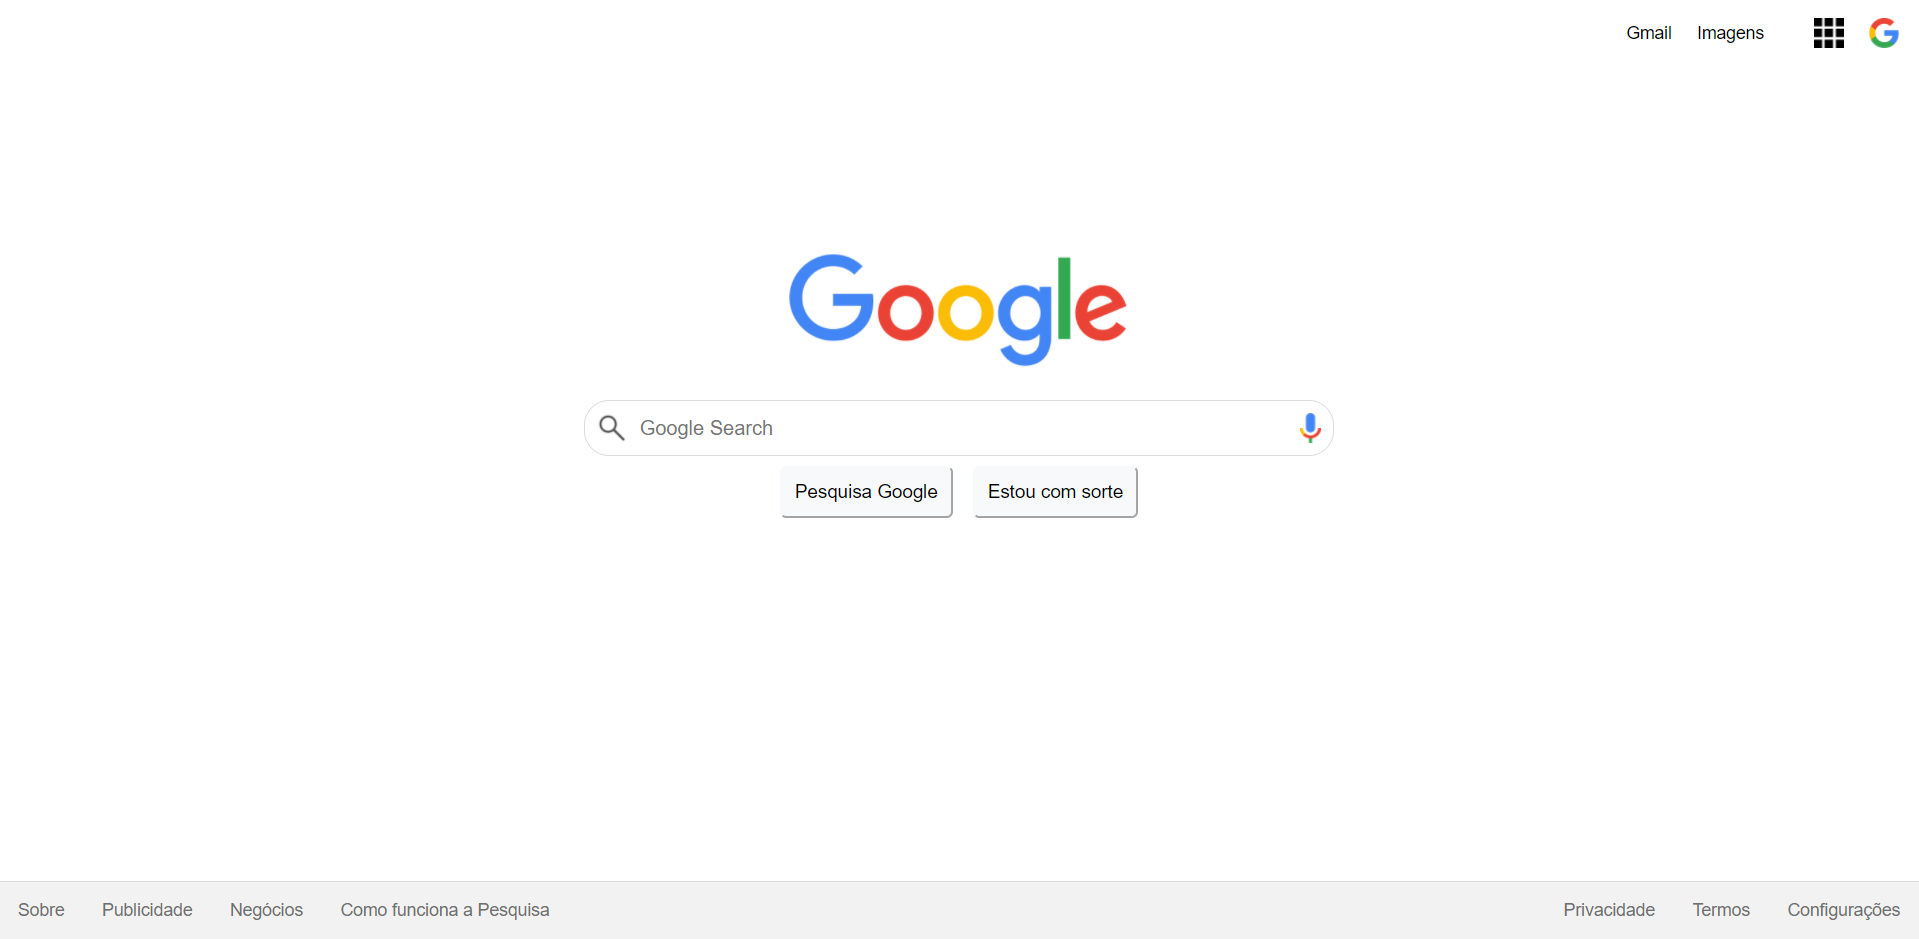 Gmail Imagens
Google
Google Search
Pesquisa Google Estou com sorte
Sobre Publicidade Negócios Como funciona a Pesquisa Privacidade Termos Configurações